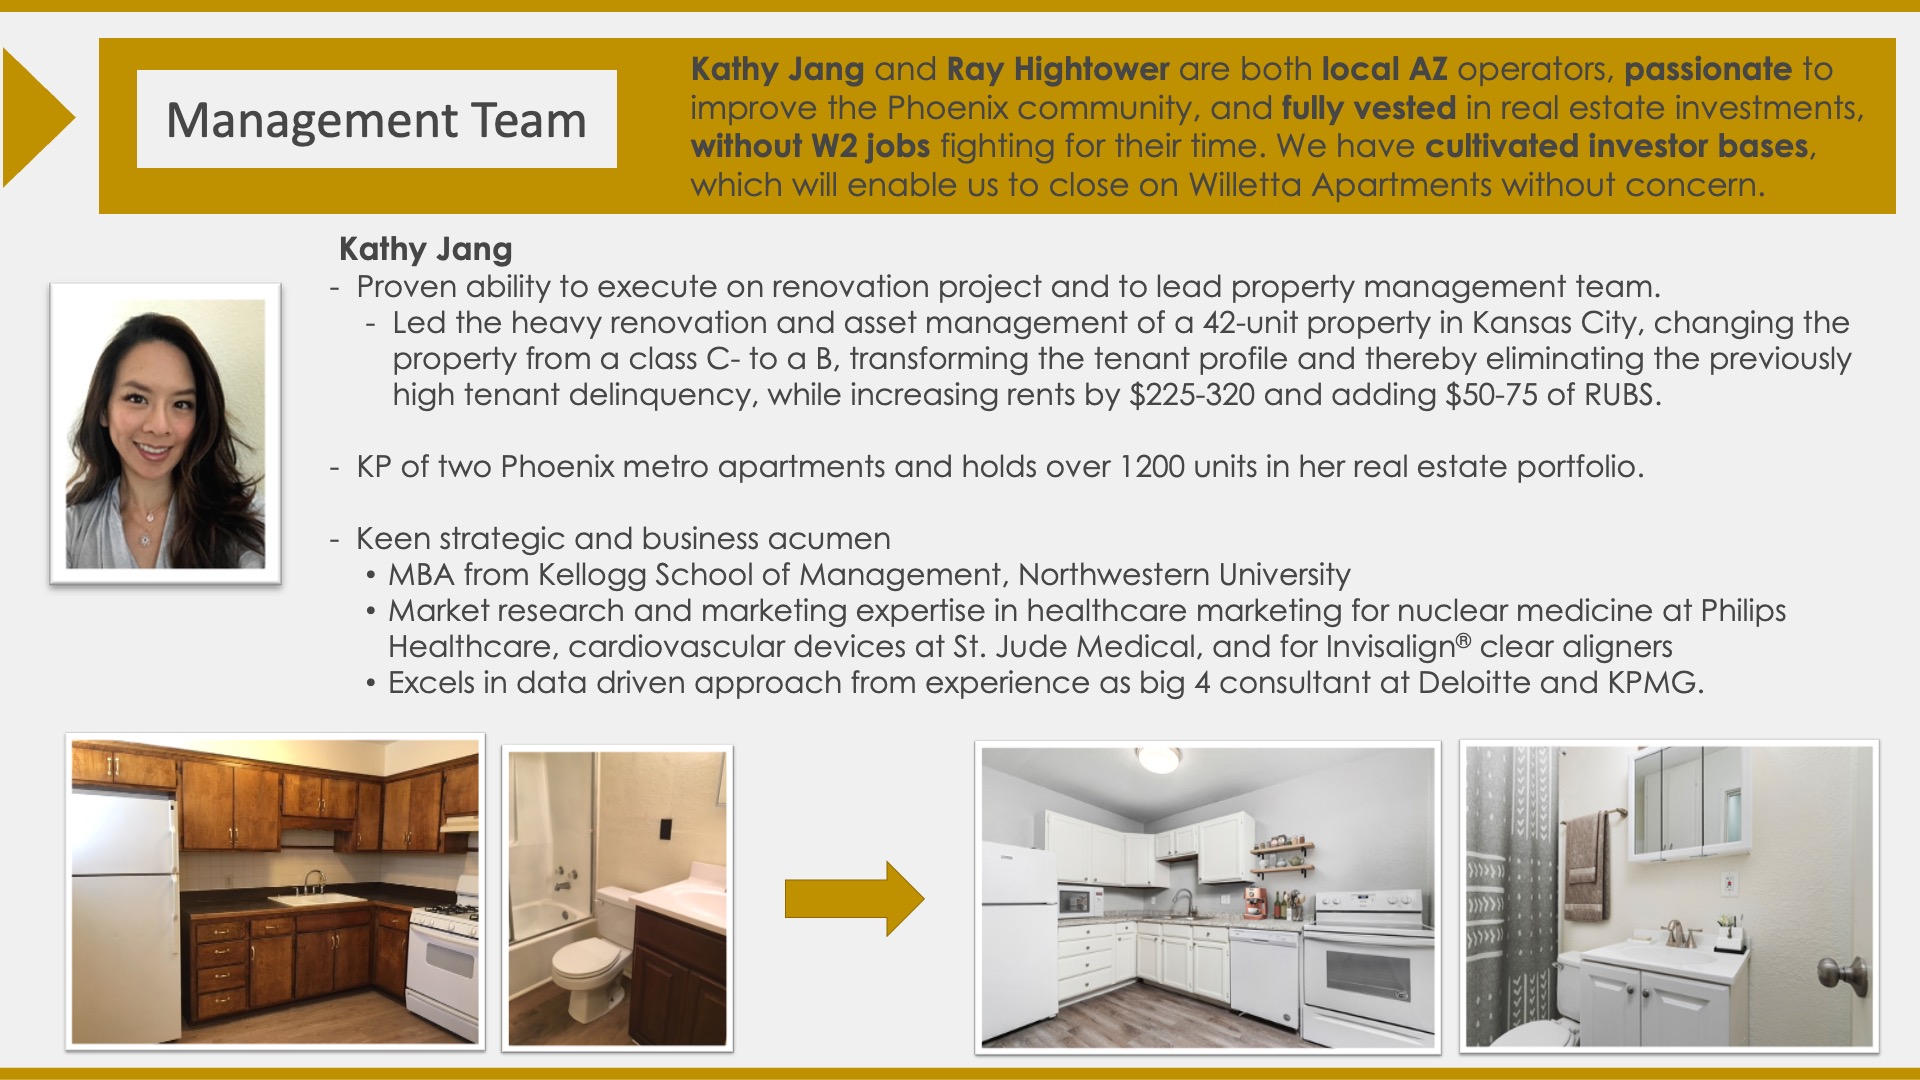 Management Team
Kathy Jang and Ray Hightower are both local AZ operators, passionate to
improve the Phoenix community, and fully vested in real estate investments,
without W2 jobs fighting for their time. We have cultivated investor bases,
which will enable us to close on Willetta Apartments without concern.
Kathy Jang
- Proven ability to execute on renovation project and to lead property management team.
- Led the heavy renovation and asset management of a 42-unit property in Kansas City, changing the
property from a class C- to a B, transforming the tenant profile and thereby eliminating the previously
high tenant delinquency, while increasing rents by $225-320 and adding $50-75 of RUBS.
- KP of two Phoenix metro apartments and holds over 1200 units in her real estate portfolio.
- Keen strategic and business acumen
• MBA from Kellogg School of Management, Northwestern University
• Market research and marketing expertise in healthcare marketing for nuclear medicine at Philips
Healthcare, cardiovascular devices at St. Jude Medical, and for Invisalign® clear aligners
• Excels in data driven approach from experience as big 4 consultant at Deloitte and KPMG.